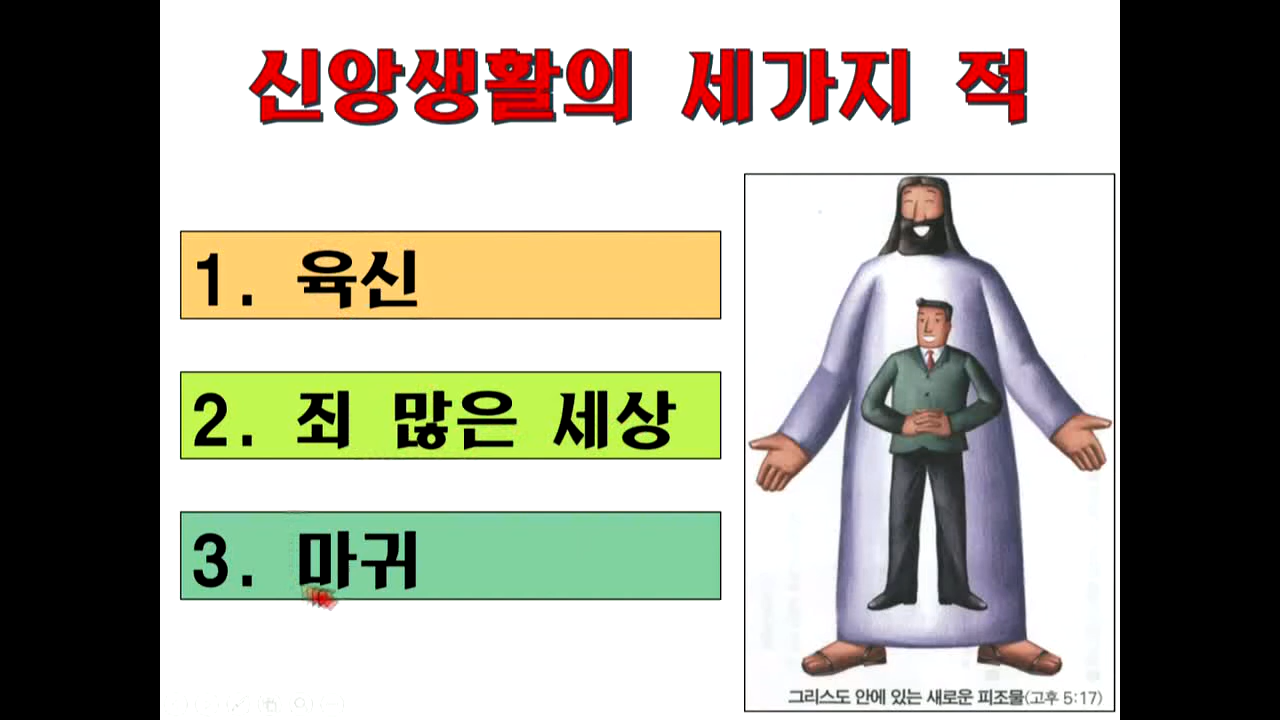 신앙생활의 세가지 적
1. 육신
2. 죄 많은 세상
3. 마귀
그리스도 안에 있는 새로운 피조물(고후 5:17)